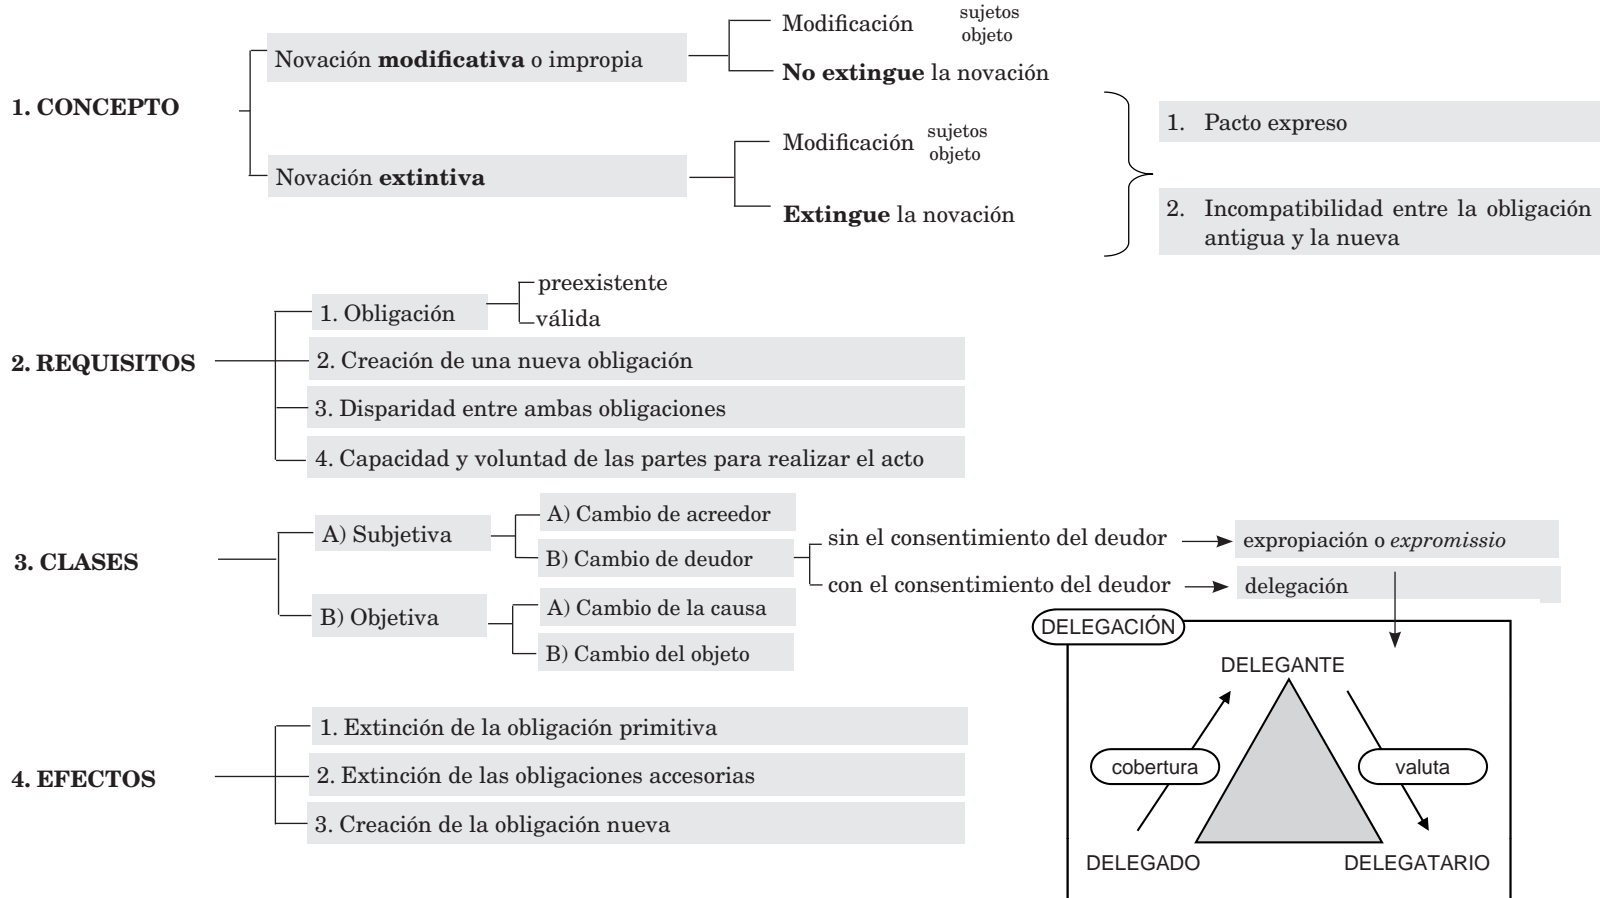 1. CONCEPTO
Novación modificativa o impropia
Modificación sujetos
objeto
No extingue la novación
Novación extintiva
Modificación sujetos
objeto
Extingue la novación
1. Pacto expreso
2. Incompatibilidad entre la obligación
antigua y la nueva
2. REQUISITOS
1. Obligación
preexistente
válida
2. Creación de una nueva obligación
3. Disparidad entre ambas obligaciones
4. Capacidad y voluntad de las partes para realizar el acto
3. CLASES
A) Subjetiva
A) Cambio de acreedor
B) Cambio de deudor
sin el consentimiento del deudor
expropiación o expromissio
con el consentimiento del deudor
delegación
B) Objetiva
A) Cambio de la causa
B) Cambio del objeto
DELEGACIÓN
DELEGANTE
cobertura
valuta
DELEGADO
DELEGATARIO
4. EFECTOS
1. Extinción de la obligación primitiva
2. Extinción de las obligaciones accesorias
3. Creación de la obligación nueva